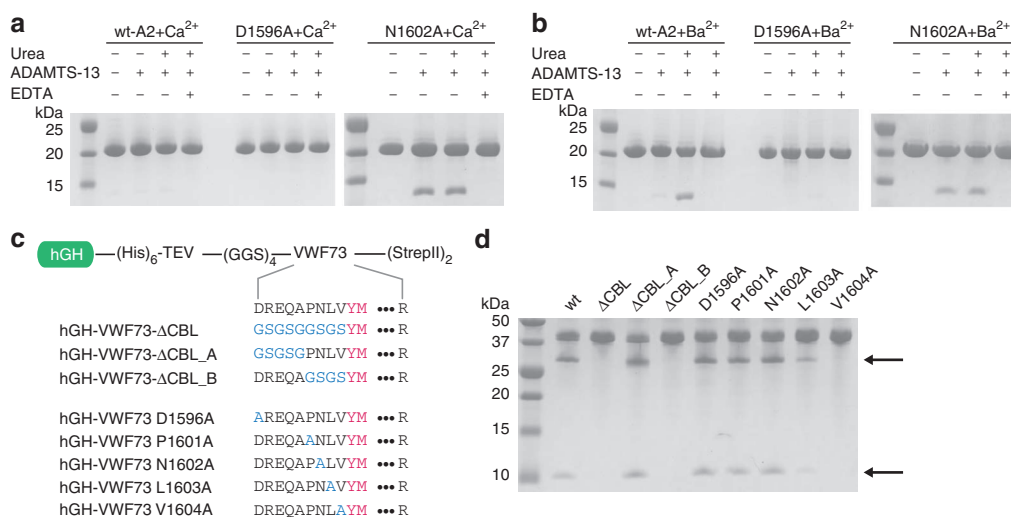 a
wt-A2+Ca2+ D1596A+Ca2+ N1602A+Ca2+
Urea − − + + − − + + − − + +
ADAMTS-13 − + + + − + + + − + + +
EDTA − − − + − − − + − − − +
kDa
25
20
15
b
wt-A2+Ba2+ D1596A+Ba2+ N1602A+Ba2+
Urea − − + + − − + + − − + +
ADAMTS-13 − + + + − + + + − + + +
EDTA − − − + − − − + − − − +
kDa
25
20
15
c
hGH (His)6-TEV (GGS)4 VWF73 (StrepII)2
DREQAPNLVYM ••• R
hGH-VWF73-ΔCBL GSGSGGSGSYM ••• R
hGH-VWF73-ΔCBL_A GSGSGPNLVYM ••• R
hGH-VWF73-ΔCBL_B DREQAGSGSYM ••• R
hGH-VWF73 D1596A AREQAPNLVYM ••• R
hGH-VWF73 P1601A DREQAANLVYM ••• R
hGH-VWF73 N1602A DREQAPALVYM ••• R
hGH-VWF73 L1603A DREQAPNAVYM ••• R
hGH-VWF73 V1604A DREQAPNLAYM ••• R
d
kDa wt ΔCBL ΔCBL_A ΔCBL_B D1596A P1601A N1602A L1603A V1604A
50
37
25
20
15
10